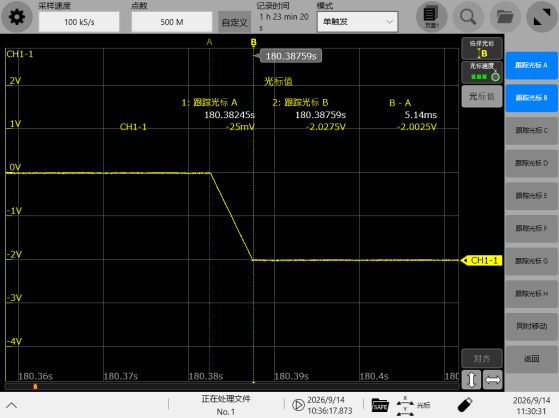 采样速度
点数
记录时间
模式
100 kS/s
500 M
自定义
1 h 23 min 20 s
单触发
页面1
CH1-1
A
B
180.38759s
选择光标
B
光标速度
光标值
光标值
1: 跟踪光标 A
2: 跟踪光标 B
B - A
180.38245s
180.38759s
5.14ms
CH1-1
-25mV
-2.0275V
-2.0025V
2V
1V
0V
-1V
-2V
-3V
-4V
CH1-1
180.36s
180.37s
180.38s
180.39s
180.4s
对齐
跟踪光标 A
跟踪光标 B
跟踪光标 C
跟踪光标 D
跟踪光标 E
跟踪光标 F
跟踪光标 G
跟踪光标 H
同时移动
返回
正在处理文件
No. 1
2026/9/14
10:36:17.873
SAFE
X
Y
光标
2026/9/14
11:30:31